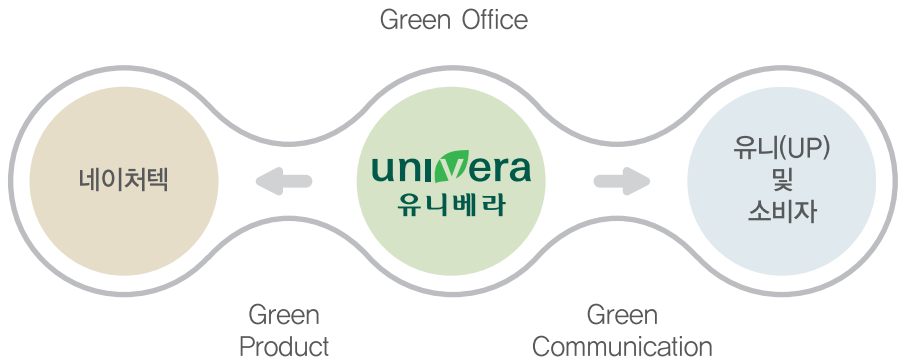 Green Office
네이처텍
univera
유니베라
유니(UP)
및
소비자
Green
Product
Green
Communication